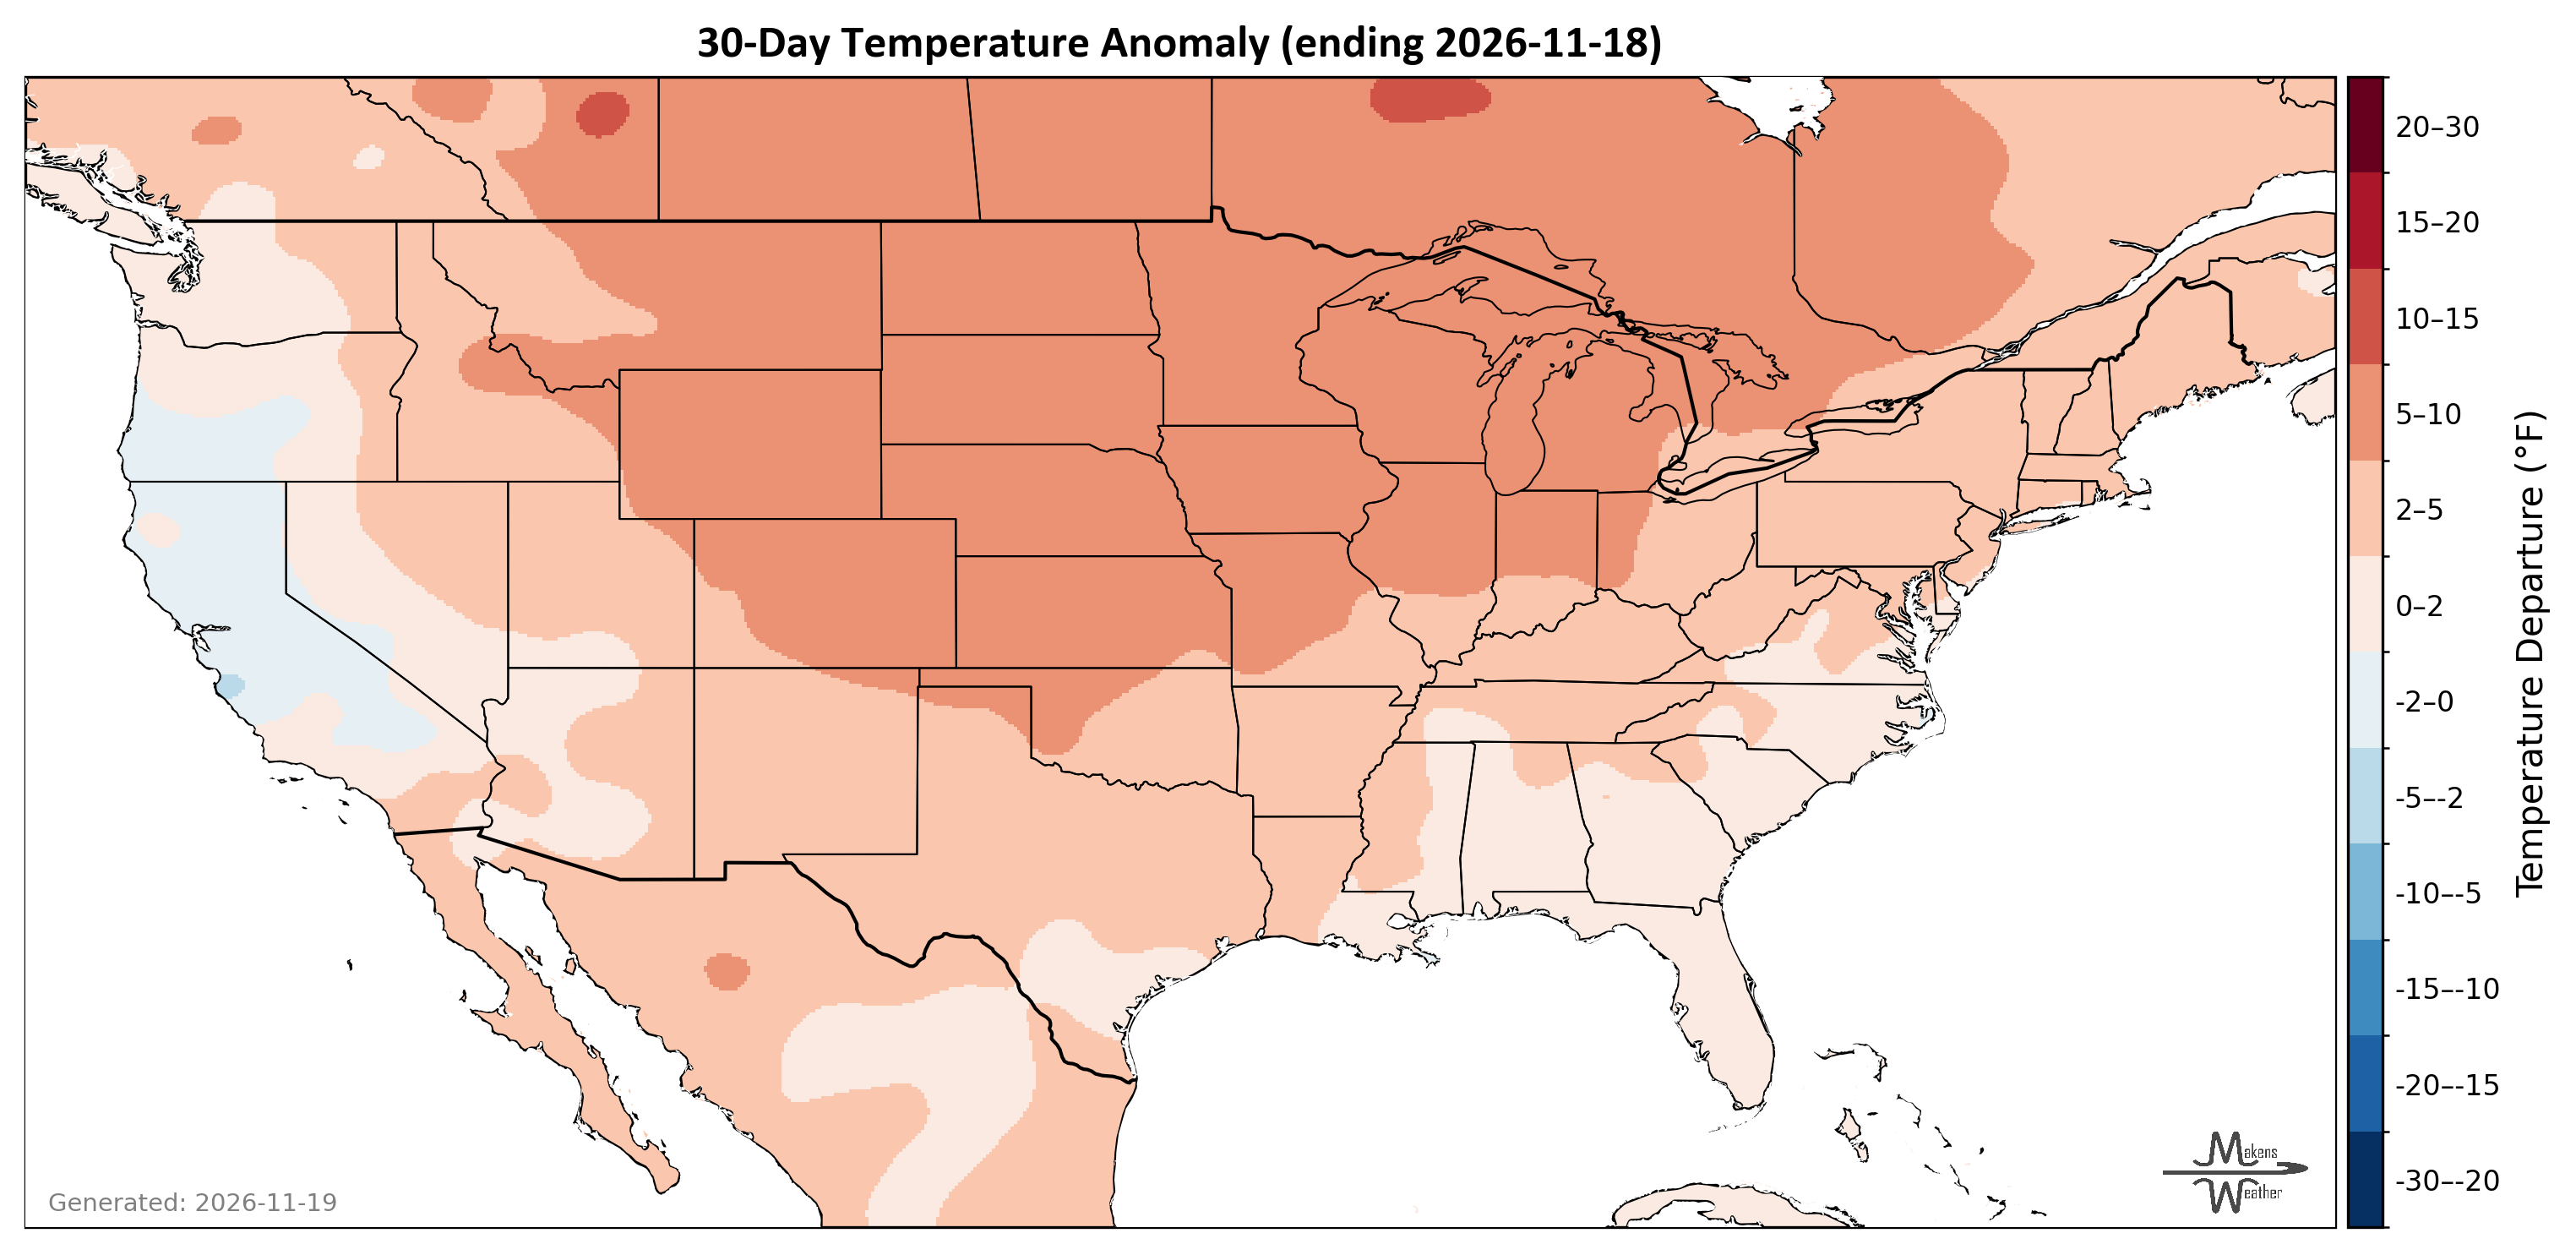 30-Day Temperature Anomaly (ending 2026-11-18)
20–30
15–20
10–15
5–10
2–5
0–2
-2–0
-5–-2
-10–-5
-15–-10
-20–-15
-30–-20
Temperature Departure (°F)
Generated: 2026-11-19
Makens
Weather